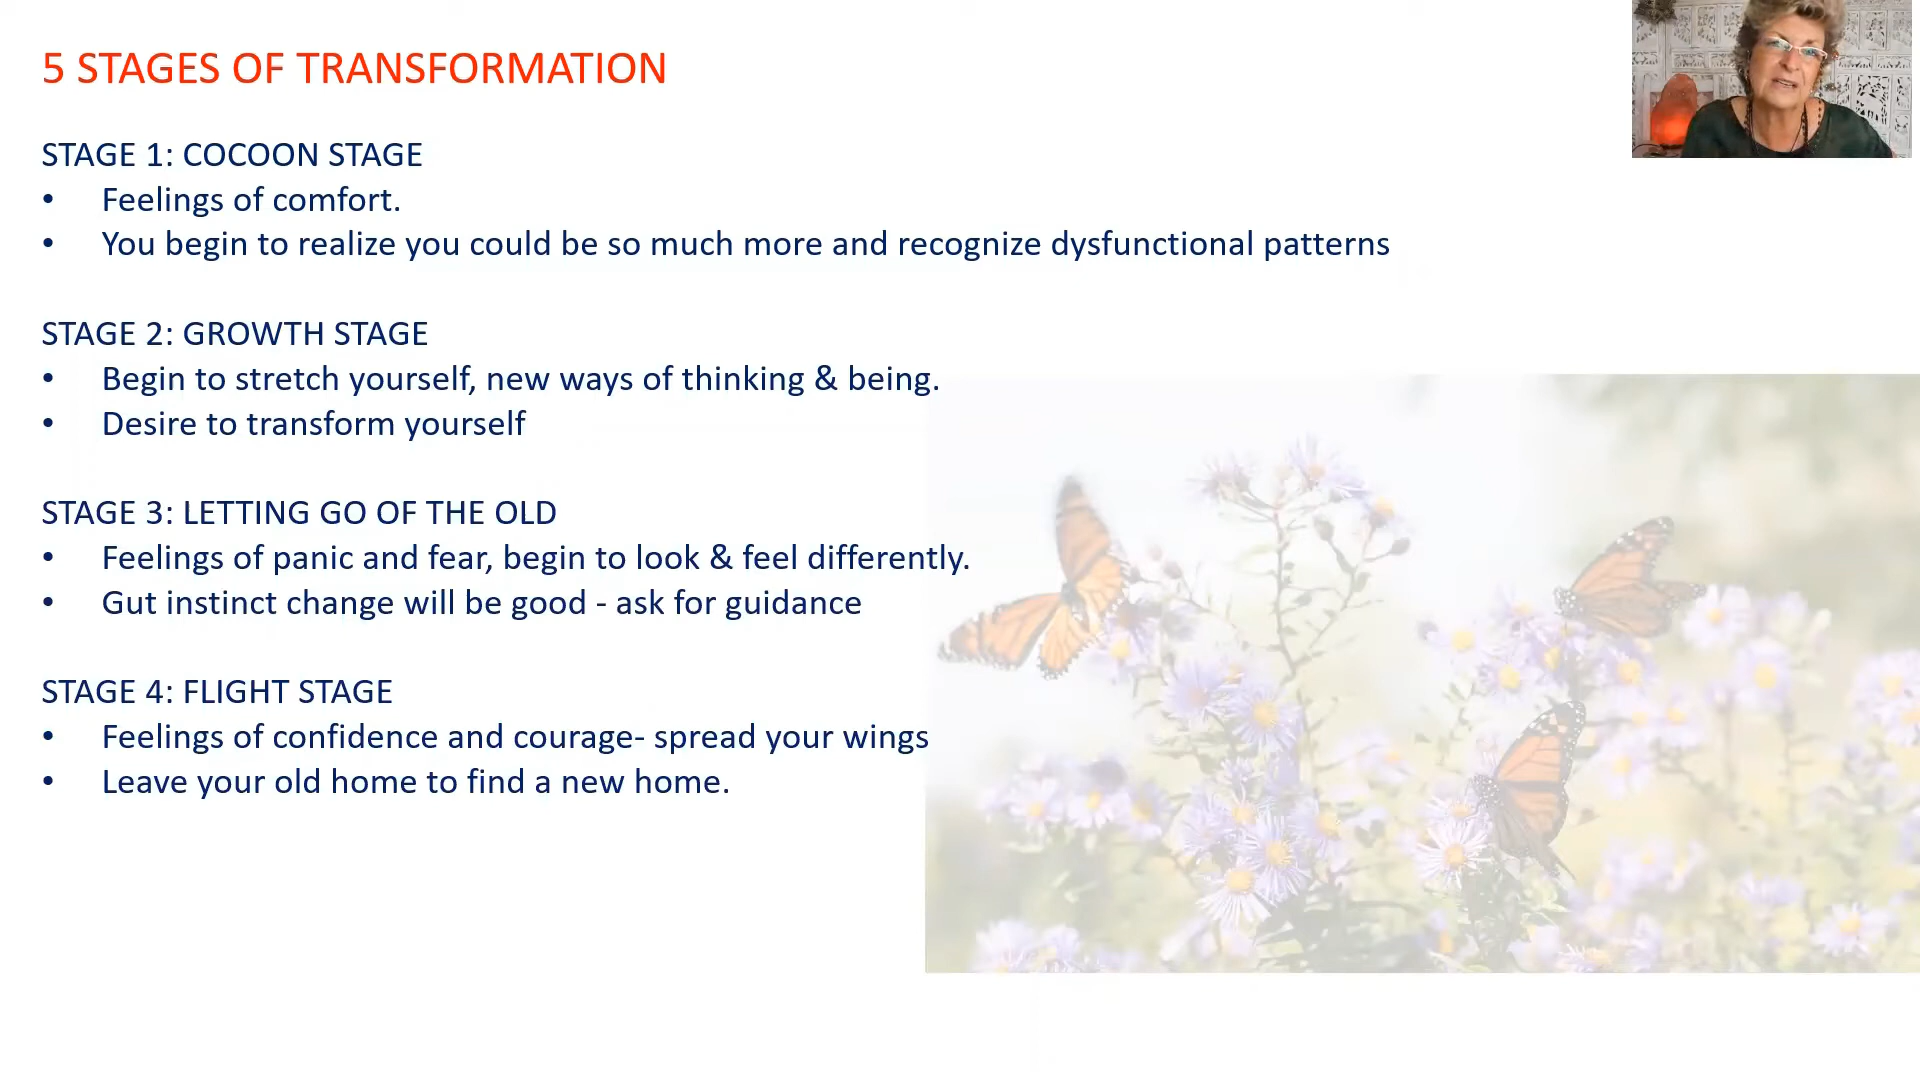 5 STAGES OF TRANSFORMATION
STAGE 1: COCOON STAGE
• Feelings of comfort.
• You begin to realize you could be so much more and recognize dysfunctional patterns
STAGE 2: GROWTH STAGE
• Begin to stretch yourself, new ways of thinking & being.
• Desire to transform yourself
STAGE 3: LETTING GO OF THE OLD
• Feelings of panic and fear, begin to look & feel differently.
• Gut instinct change will be good - ask for guidance
STAGE 4: FLIGHT STAGE
• Feelings of confidence and courage- spread your wings
• Leave your old home to find a new home.